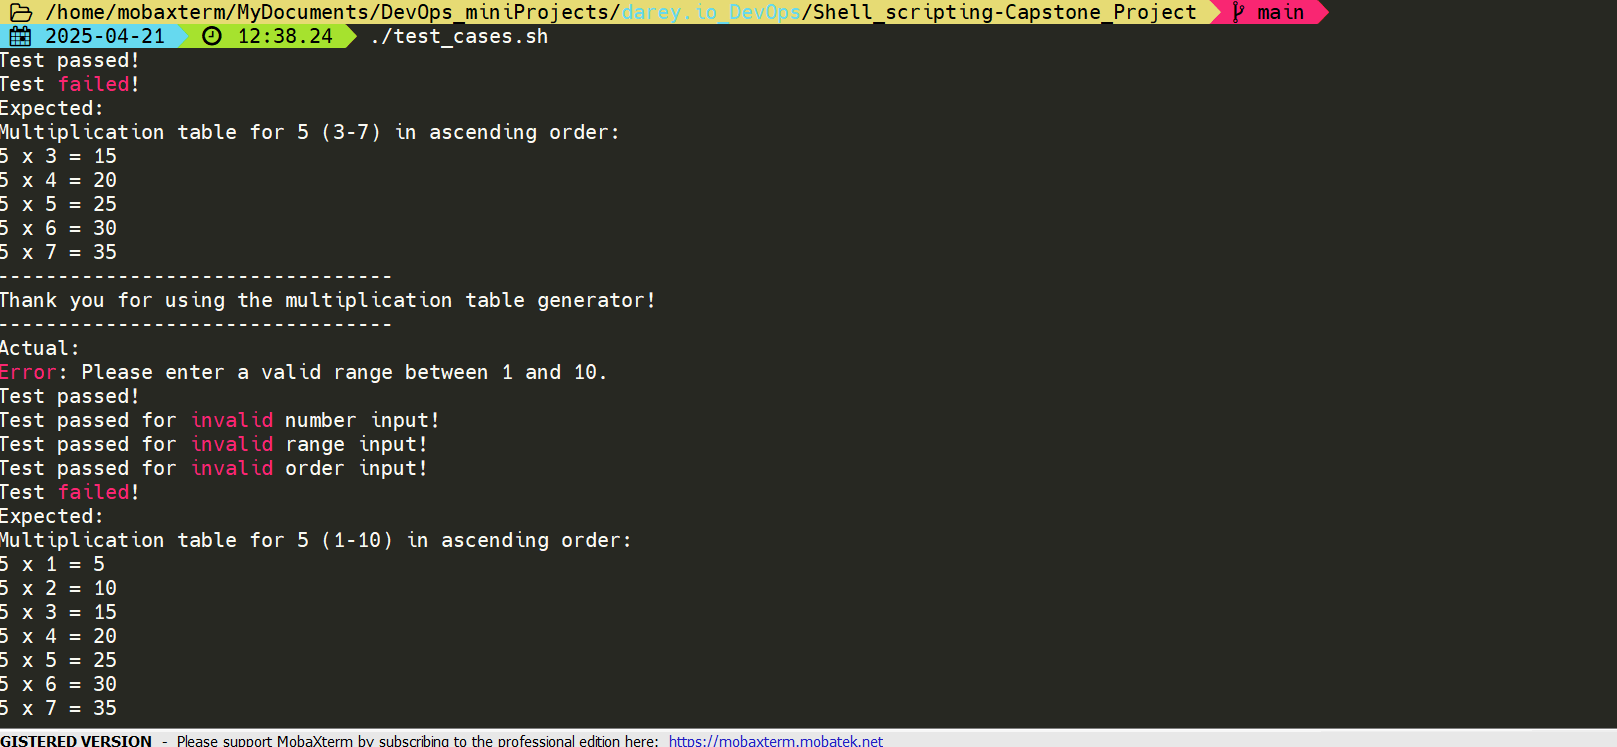 /home/mobaxterm/MyDocuments/DevOps_miniProjects/darey.io_DevOps/Shell_scripting-Capstone_Project main
2025-04-21 12:38.24 ./test_cases.sh
Test passed!
Test failed!
Expected:
Multiplication table for 5 (3-7) in ascending order:
5 x 3 = 15
5 x 4 = 20
5 x 5 = 25
5 x 6 = 30
5 x 7 = 35
---------------------------------
Thank you for using the multiplication table generator!
---------------------------------
Actual:
Error: Please enter a valid range between 1 and 10.
Test passed!
Test passed for invalid number input!
Test passed for invalid range input!
Test passed for invalid order input!
Test failed!
Expected:
Multiplication table for 5 (1-10) in ascending order:
5 x 1 = 5
5 x 2 = 10
5 x 3 = 15
5 x 4 = 20
5 x 5 = 25
5 x 6 = 30
5 x 7 = 35
GISTERED VERSION - Please support MobaXterm by subscribing to the professional edition here: https://mobaxterm.mobatek.net